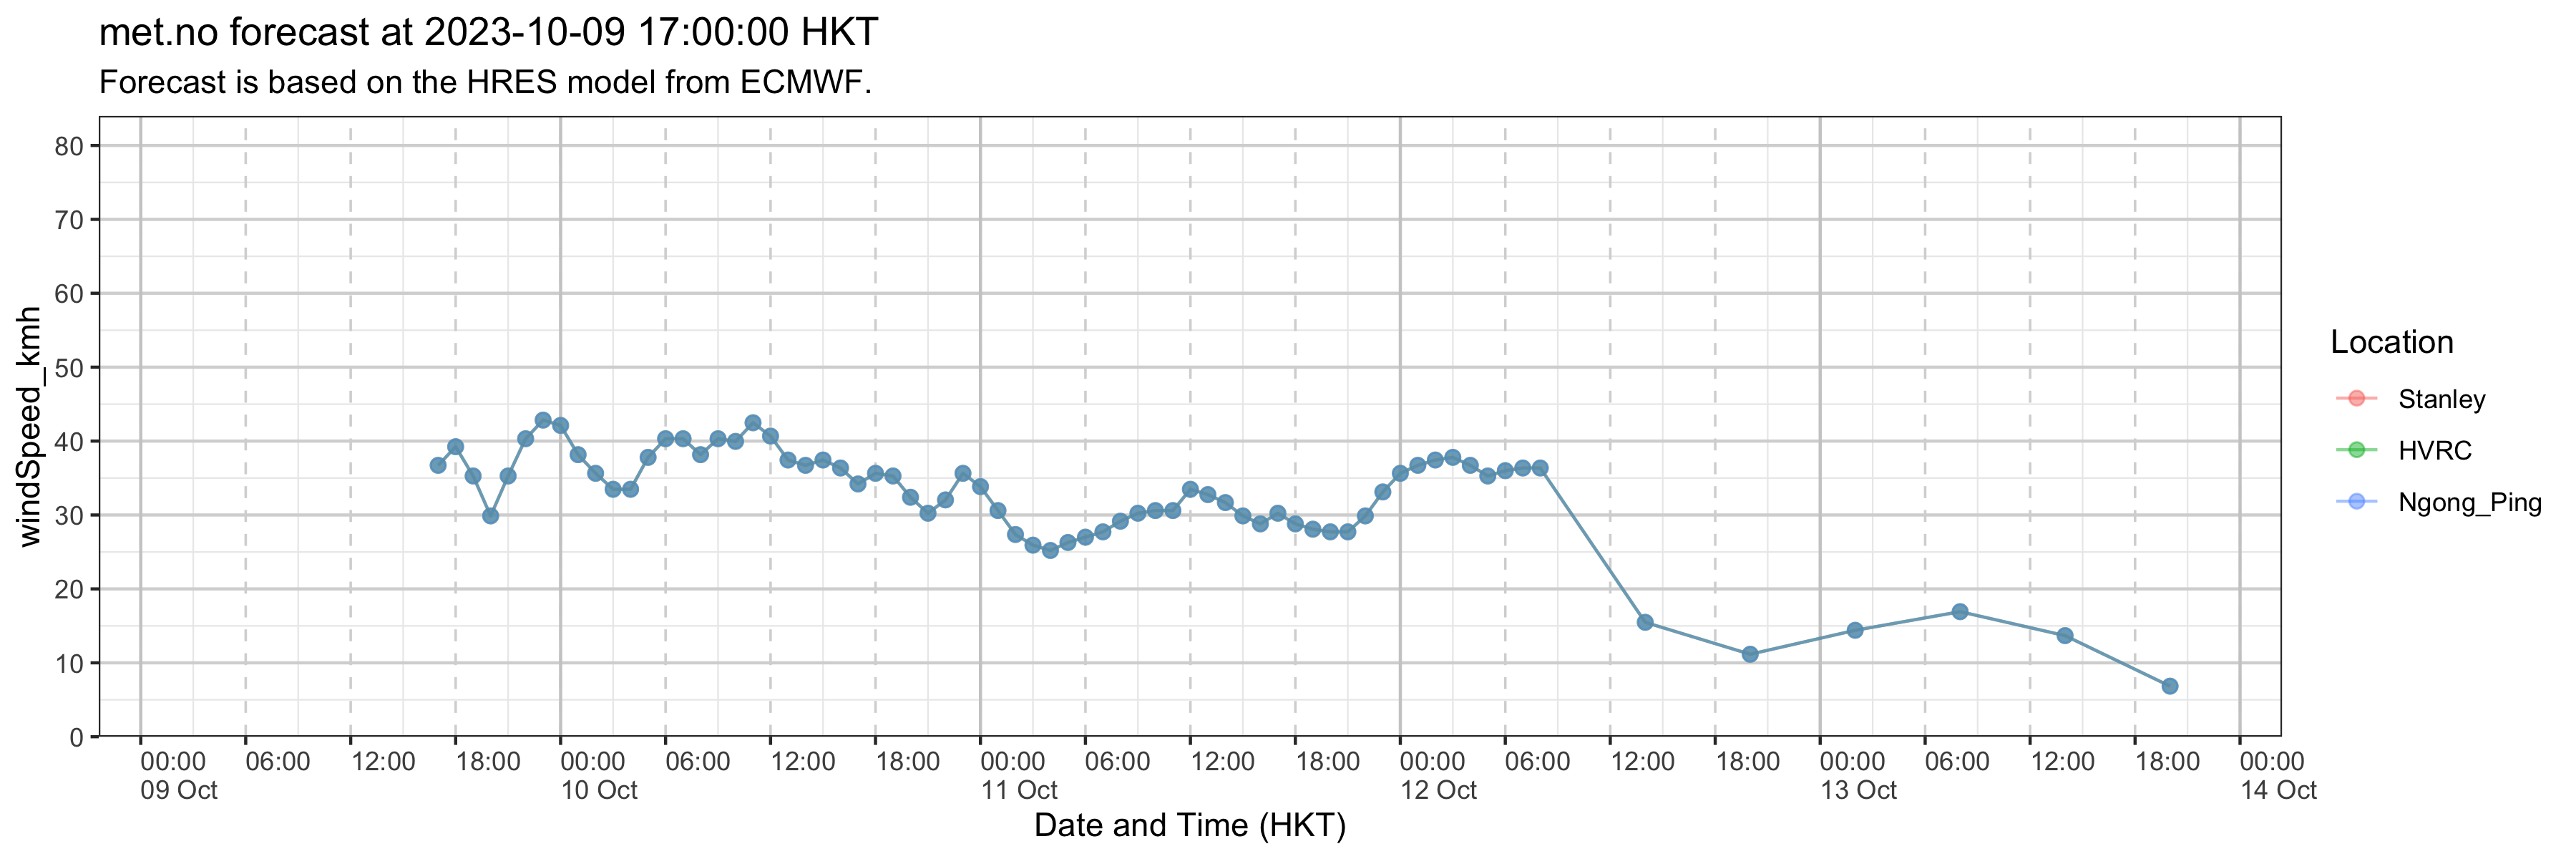 met.no forecast at 2023-10-09 17:00:00 HKT
Forecast is based on the HRES model from ECMWF.
80
70
60
50
40
30
20
10
0
windSpeed_kmh
00:00 06:00 12:00 18:00 00:00 06:00 12:00 18:00 00:00 06:00 12:00 18:00 00:00 06:00 12:00 18:00 00:00 06:00 12:00 18:00 00:00
09 Oct 10 Oct 11 Oct 12 Oct 13 Oct 14 Oct
Date and Time (HKT)
Location
Stanley
HVRC
Ngong_Ping